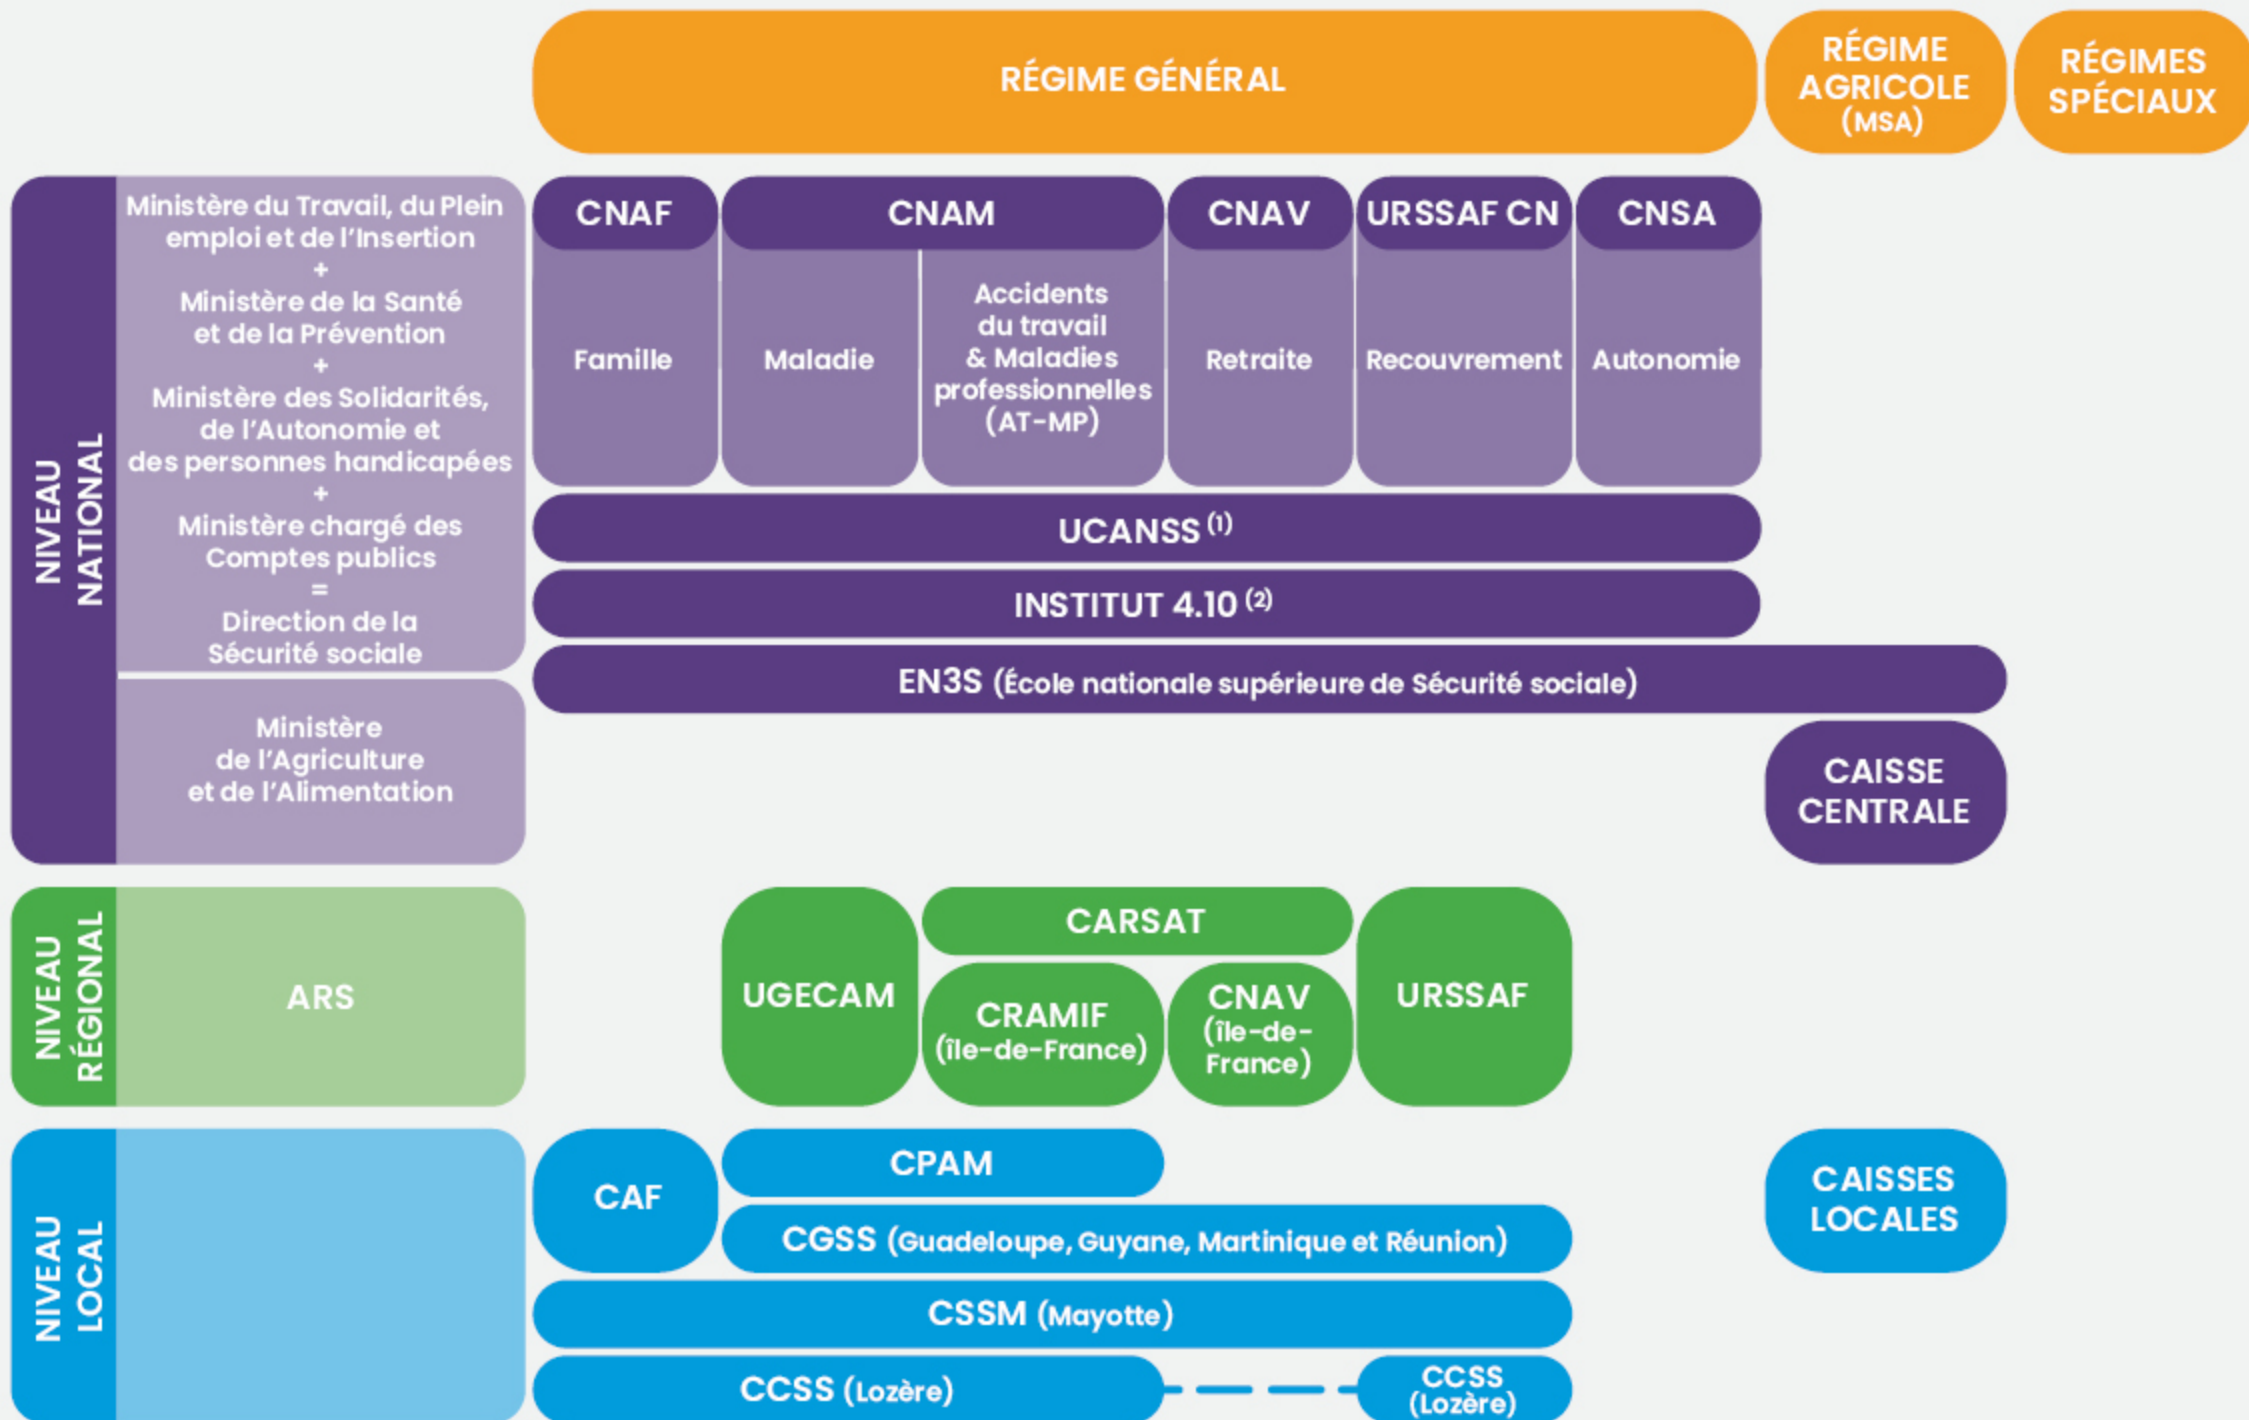 RÉGIME GÉNÉRAL
RÉGIME
AGRICOLE
(MSA)
RÉGIMES
SPÉCIAUX
NIVEAU
NATIONAL
Ministère du Travail, du Plein
emploi et de l'Insertion
+
Ministère de la Santé
et de la Prévention
+
Ministère des Solidarités,
de l'Autonomie et
des personnes handicapées
+
Ministère chargé des
Comptes publics
=
Direction de la
Sécurité sociale
Ministère
de l'Agriculture
et de l'Alimentation
CNAF
Famille
CNAM
Maladie
Accidents
du travail
& Maladies
professionnelles
(AT-MP)
CNAV
Retraite
URSSAF CN
Recouvrement
CNSA
Autonomie
UCANSS (1)
INSTITUT 4.10 (2)
EN3S (École nationale supérieure de Sécurité sociale)
CAISSE
CENTRALE
NIVEAU
RÉGIONAL
ARS
UGECAM
CARSAT
CRAMIF
(île-de-France)
CNAV
(île-de-
France)
URSSAF
NIVEAU
LOCAL
CAF
CPAM
CGSS (Guadeloupe, Guyane, Martinique et Réunion)
CSSM (Mayotte)
CCSS (Lozère)
CCSS
(Lozère)
CAISSES
LOCALES